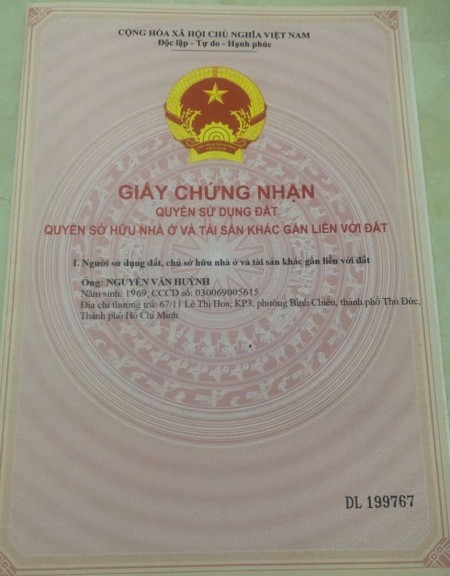 CỘNG HÒA XÃ HỘI CHỦ NGHĨA VIỆT NAM
Độc lập - Tự do - Hạnh phúc
GIẤY CHỨNG NHẬN
QUYỀN SỬ DỤNG ĐẤT
QUYỀN SỞ HỮU NHÀ Ở VÀ TÀI SẢN KHÁC GẮN LIỀN VỚI ĐẤT
I. Người sử dụng đất, chủ sở hữu nhà ở và tài sản khác gắn liền với đất
Ông: NGUYỄN VĂN HUỲNH
Năm sinh: 1969, CCCD số: 030069005615
Địa chỉ thường trú: 67/11 Lê Thị Hoa, KP3, phường Bình Chiểu, thành phố Thủ Đức,
Thành phố Hồ Chí Minh
DL 199767